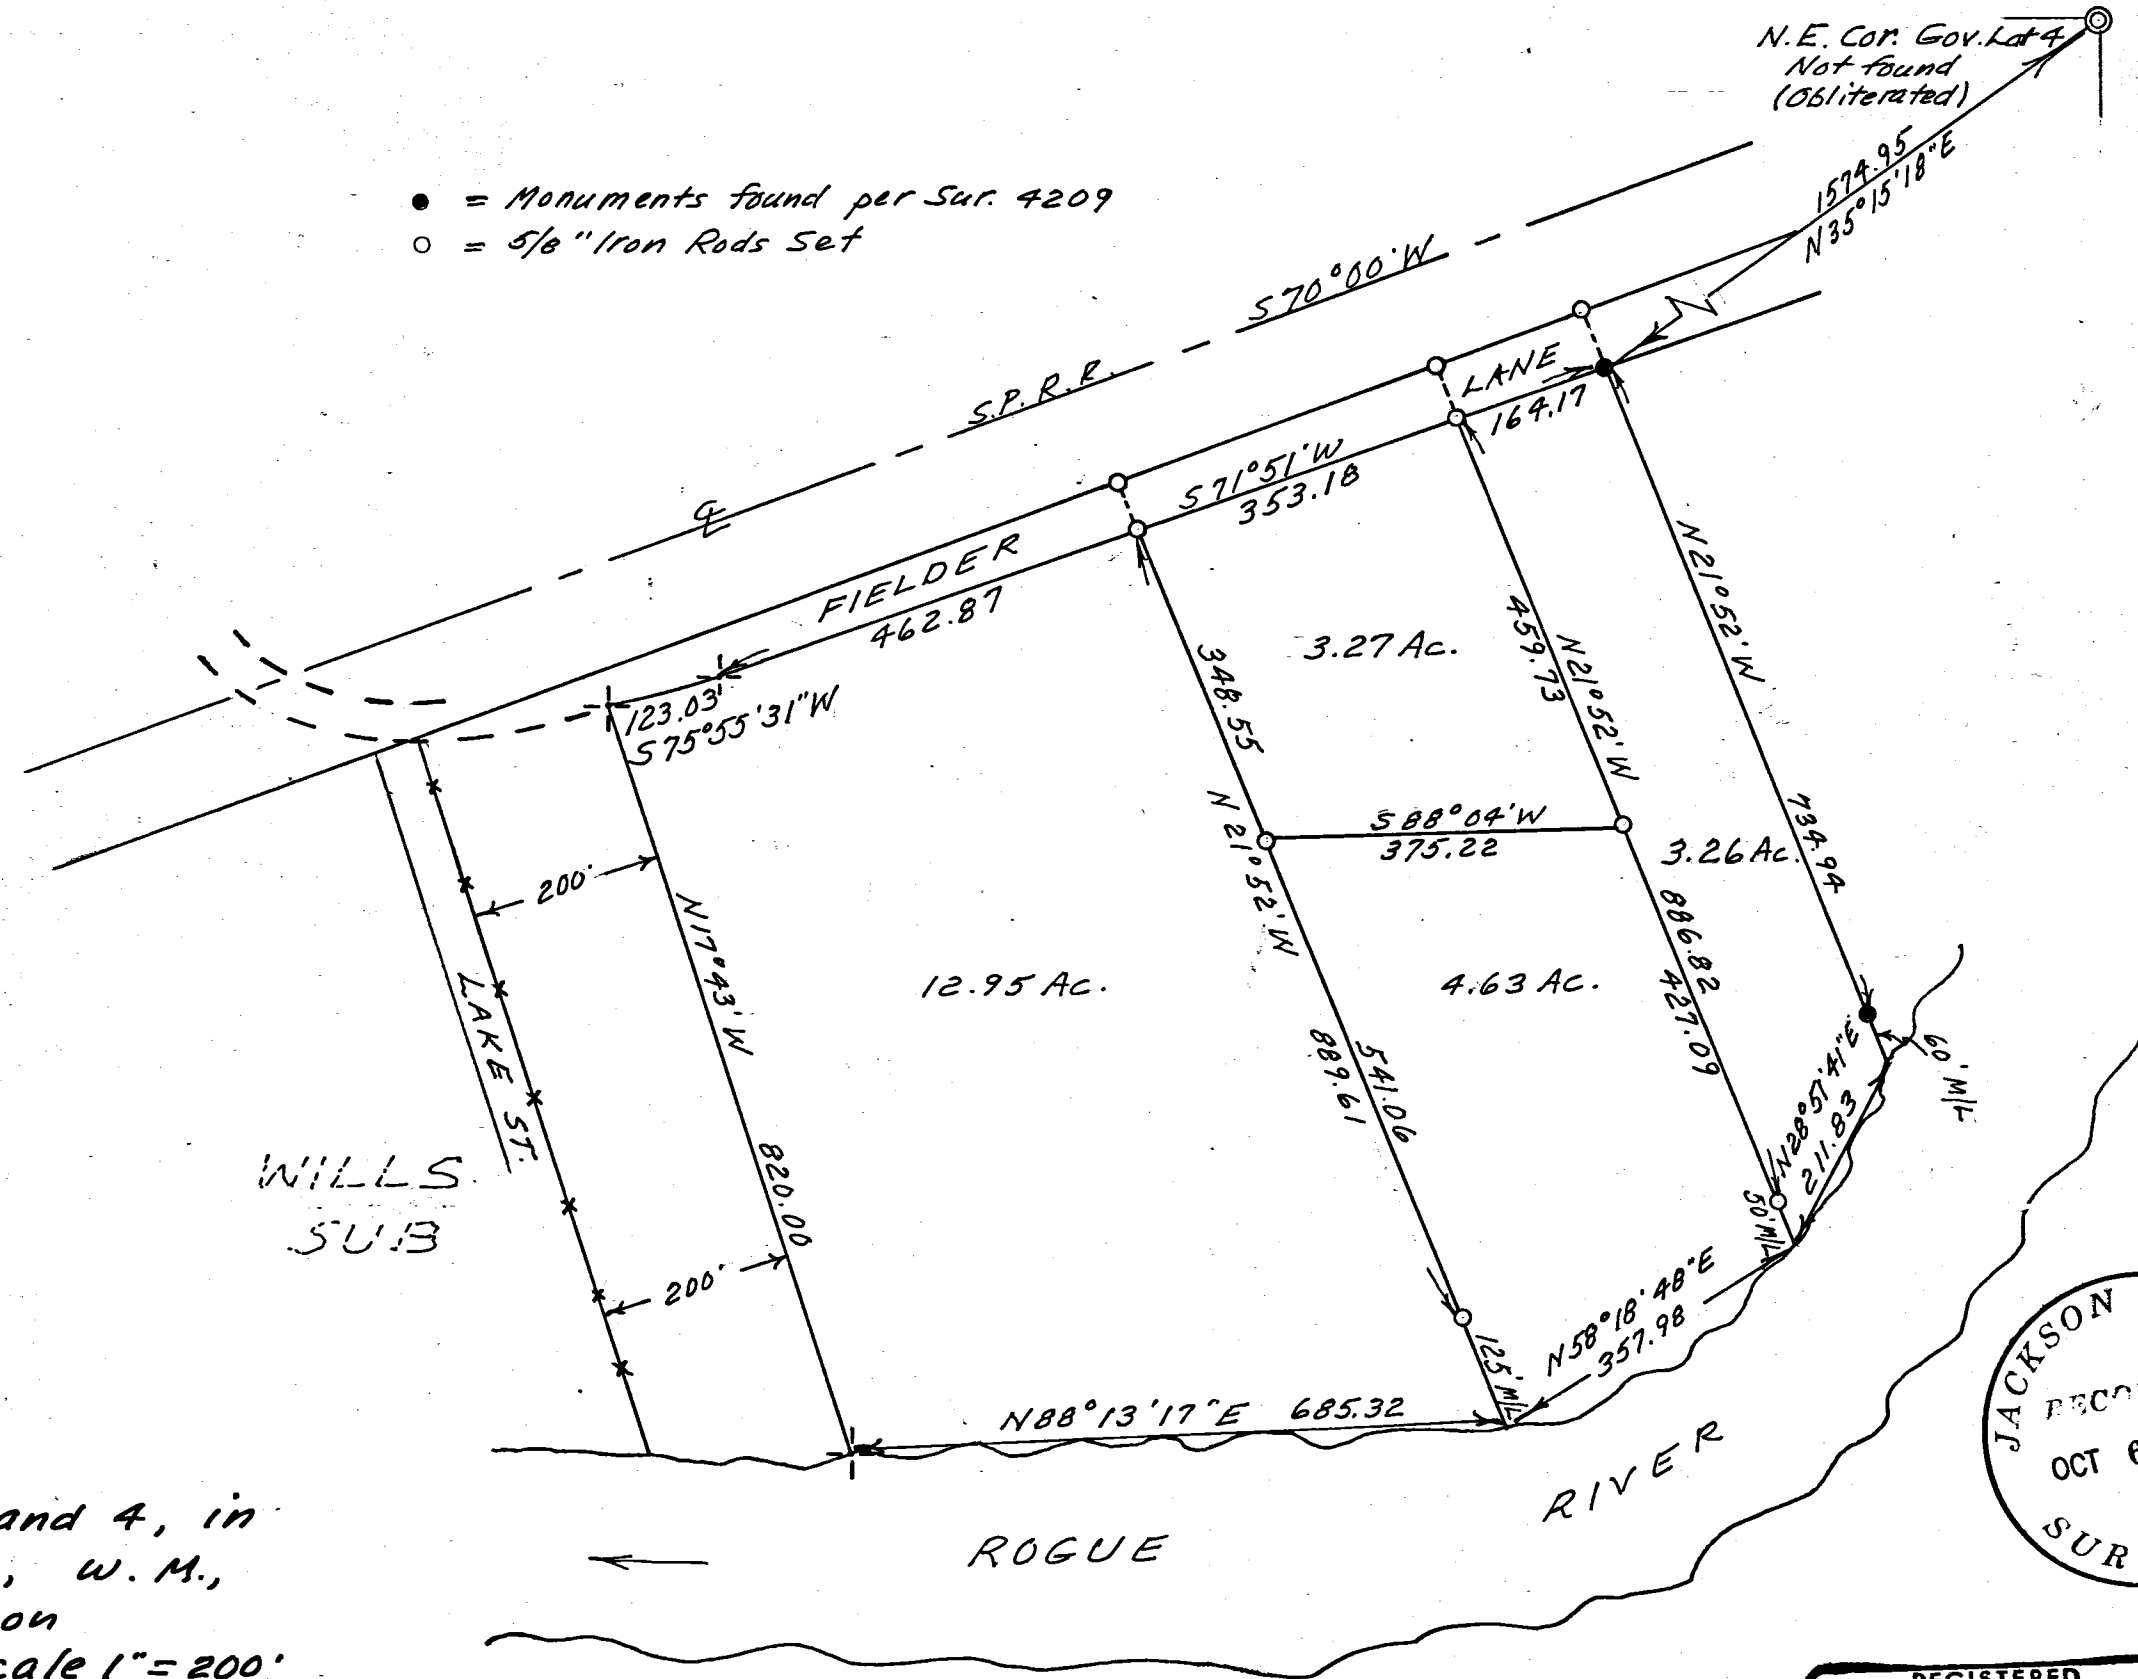 N.E. Cor. Gov. Lot 4
Not found
(Obliterated)
1574.95
N35°15'18"E
● = Monuments found per Sur. 4209
○ = 5/8" Iron Rods Set
S70°00'W
S.P.R.R.
℄
FIELDER LANE
164.17
S71°51'W
353.18
462.87
123.03'
S75°55'31"W
N21°52'W
734.94
459.73
N21°52'W
3.27 Ac.
348.55
N21°52'W
S88°04'W
375.22
3.26 Ac.
200'
N17°43'W
886.82
427.09
12.95 Ac.
4.63 Ac.
LAKE ST.
541.06
889.61
60' M/L
N28°51'41"E
211.83
50' M/L
820.00
WILLS
SUB
200'
N58°18'48"E
357.98
125' M/L
N88°13'17"E 685.32
ROGUE RIVER
JACKSON
OCT 6
SUR
and 4, in
, W.M.,
on
cale 1"=200'
REGISTERED